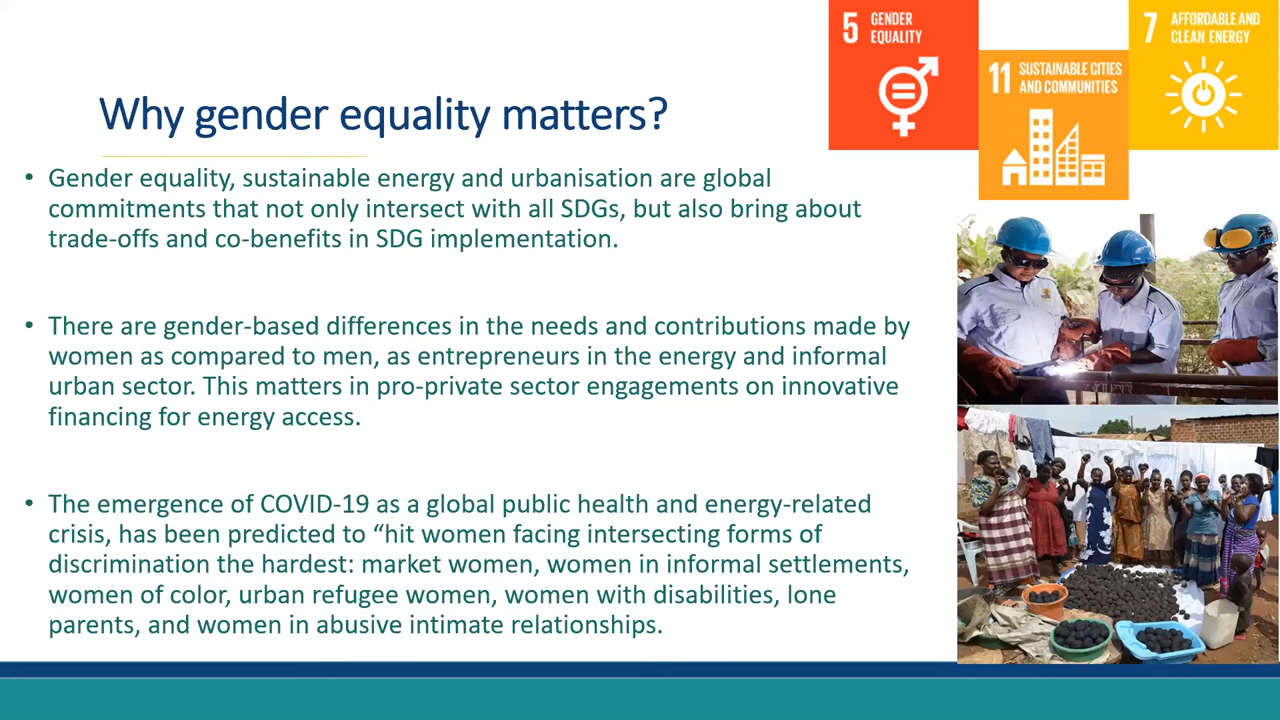 5 GENDER
EQUALITY
11 SUSTAINABLE CITIES
AND COMMUNITIES
7 AFFORDABLE AND
CLEAN ENERGY
Why gender equality matters?
• Gender equality, sustainable energy and urbanisation are global
commitments that not only intersect with all SDGs, but also bring about
trade-offs and co-benefits in SDG implementation.
• There are gender-based differences in the needs and contributions made by
women as compared to men, as entrepreneurs in the energy and informal
urban sector. This matters in pro-private sector engagements on innovative
financing for energy access.
• The emergence of COVID-19 as a global public health and energy-related
crisis, has been predicted to “hit women facing intersecting forms of
discrimination the hardest: market women, women in informal settlements,
women of color, urban refugee women, women with disabilities, lone
parents, and women in abusive intimate relationships.